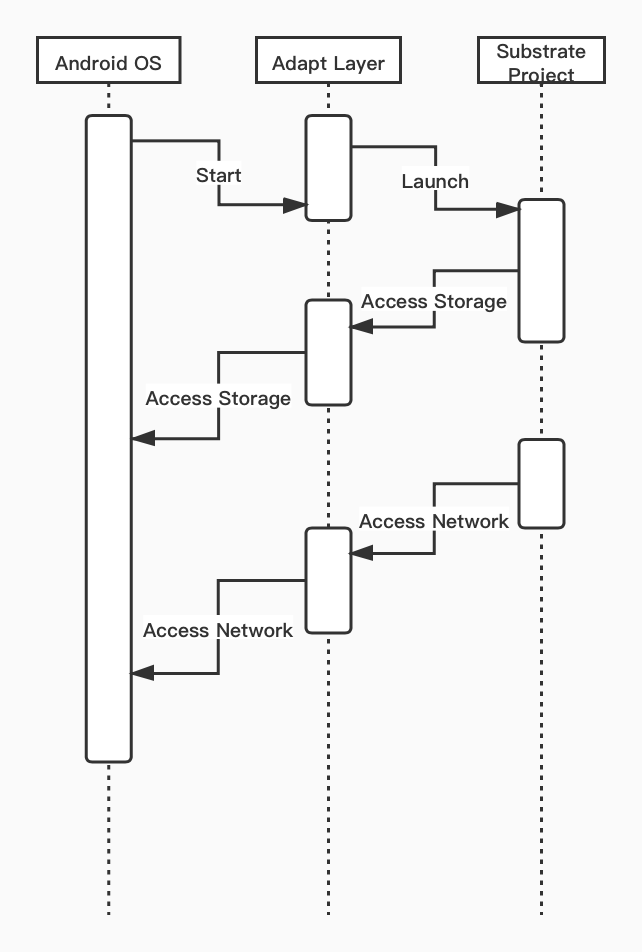 Android OS
Adapt Layer
Substrate
Project
Start
Launch
Access Storage
Access Storage
Access Network
Access Network